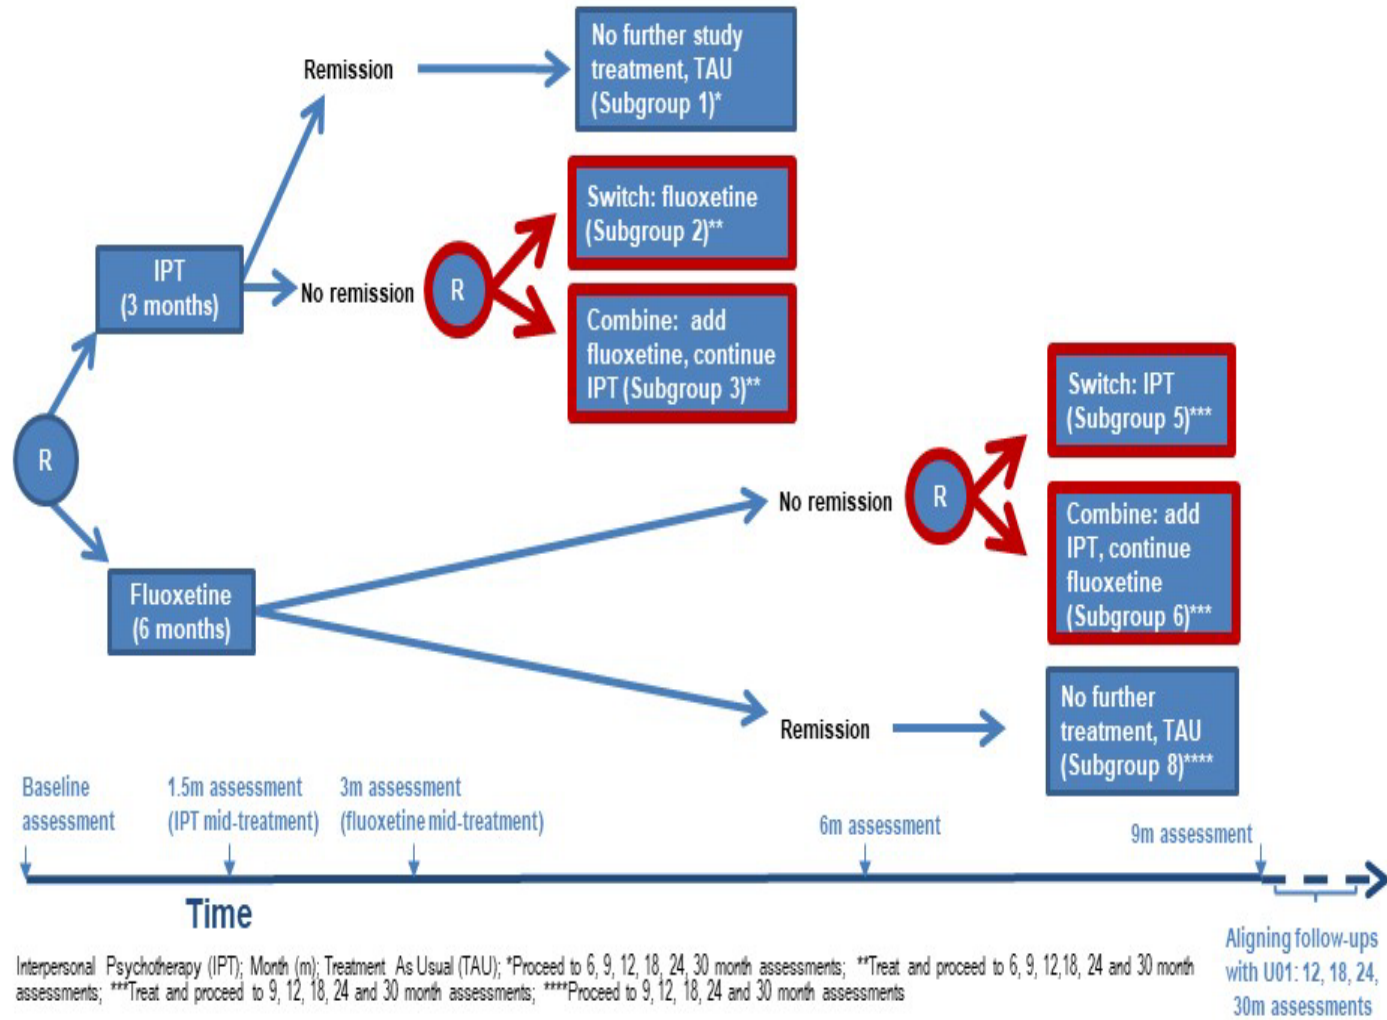 Remission
No further study
treatment, TAU
(Subgroup 1)*
Switch: fluoxetine
(Subgroup 2)**
IPT
(3 months)
No remission
R
Combine: add
fluoxetine, continue
IPT (Subgroup 3)**
R
Switch: IPT
(Subgroup 5)***
No remission
R
Combine: add
IPT, continue
fluoxetine
(Subgroup 6)***
Fluoxetine
(6 months)
Remission
No further
treatment, TAU
(Subgroup 8)****
Baseline
assessment
1.5m assessment
(IPT mid-treatment)
3m assessment
(fluoxetine mid-treatment)
6m assessment
9m assessment
Time
Aligning follow-ups
with U01: 12, 18, 24,
30m assessments
Interpersonal Psychotherapy (IPT); Month (m); Treatment As Usual (TAU); *Proceed to 6, 9, 12, 18, 24, 30 month assessments; **Treat and proceed to 6, 9, 12,18, 24 and 30 month
assessments; ***Treat and proceed to 9, 12, 18, 24 and 30 month assessments; ****Proceed to 9, 12, 18, 24 and 30 month assessments